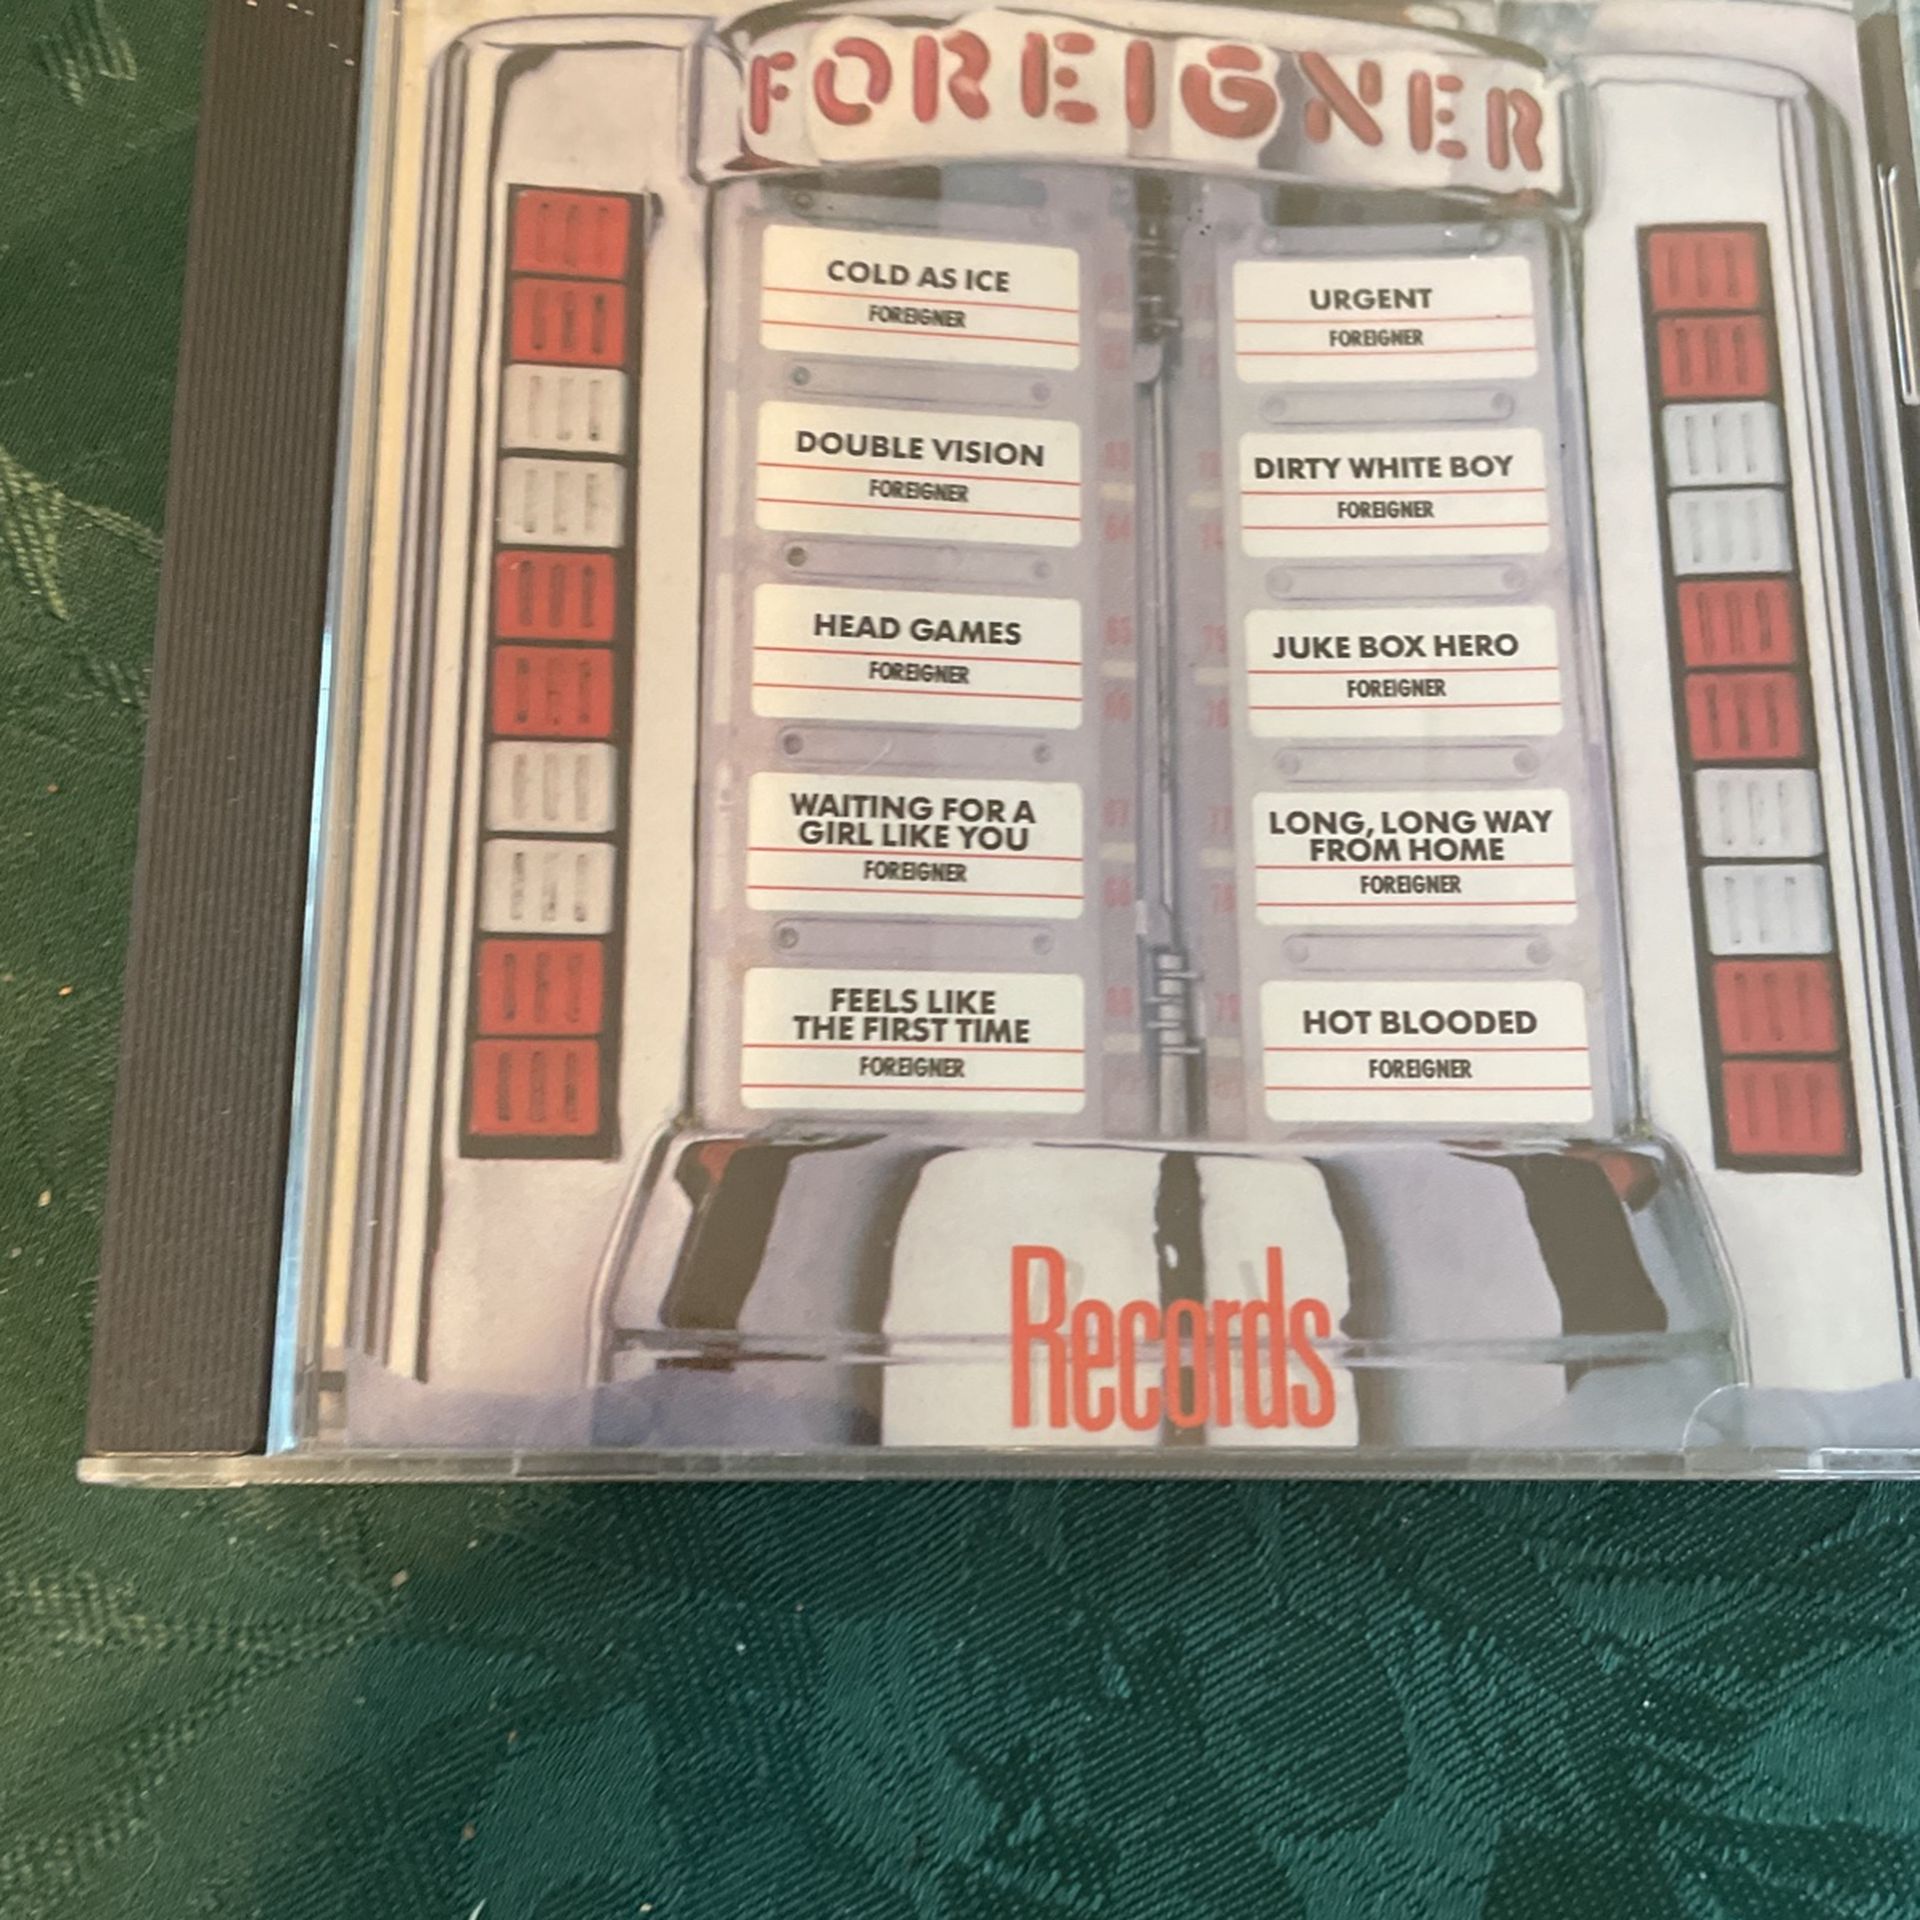 FOREIGNER
COLD AS ICE
FOREIGNER
DOUBLE VISION
FOREIGNER
HEAD GAMES
FOREIGNER
WAITING FOR A
GIRL LIKE YOU
FOREIGNER
FEELS LIKE
THE FIRST TIME
FOREIGNER
URGENT
FOREIGNER
DIRTY WHITE BOY
FOREIGNER
JUKE BOX HERO
FOREIGNER
LONG, LONG WAY
FROM HOME
FOREIGNER
HOT BLOODED
FOREIGNER
Records